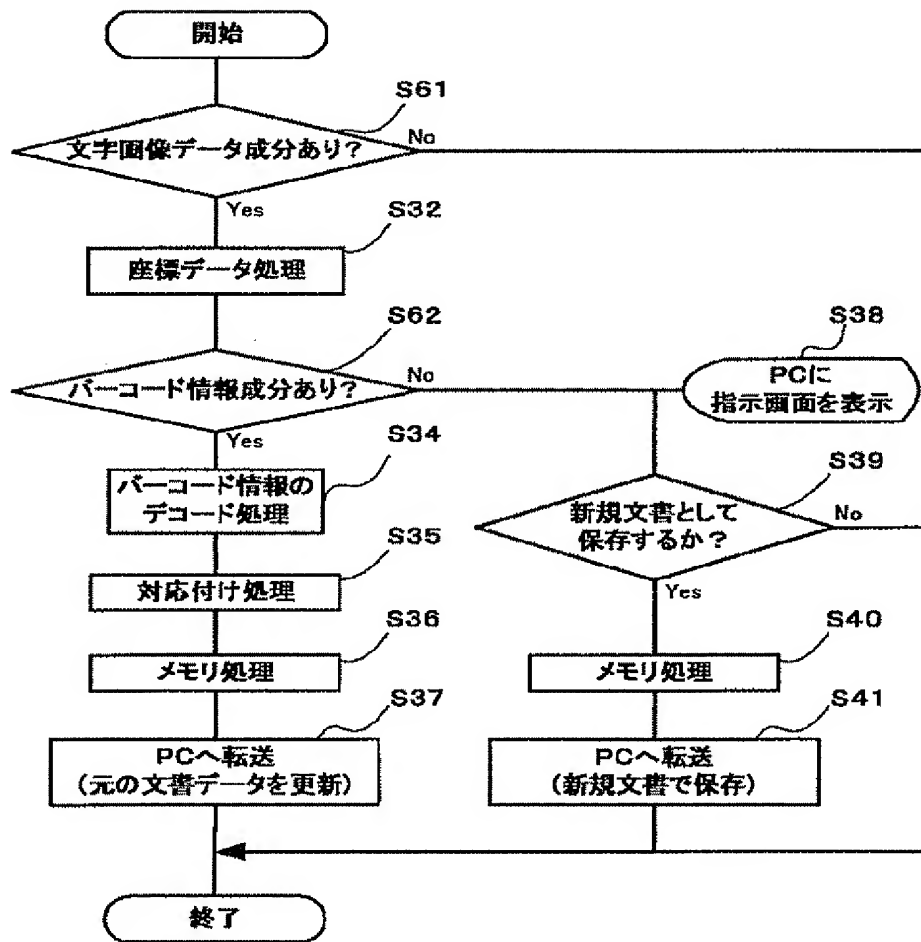 開始
S61
文字画像データ成分あり?
No
Yes
S32
座標データ処理
S62
バーコード情報成分あり?
No
Yes
S38
PCに
指示画面を表示
S34
バーコード情報の
デコード処理
S39
新規文書として
保存するか?
No
Yes
S35
対応付け処理
S36
メモリ処理
S40
メモリ処理
S37
PCへ転送
(元の文書データを更新)
S41
PCへ転送
(新規文書で保存)
終了